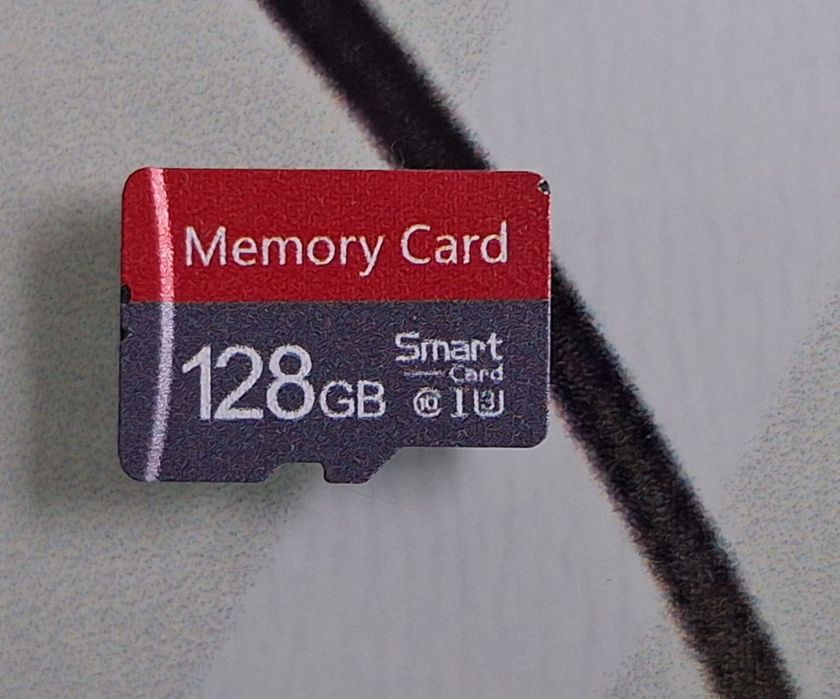 Memory Card
128GB
Smart
Card
10 I U3